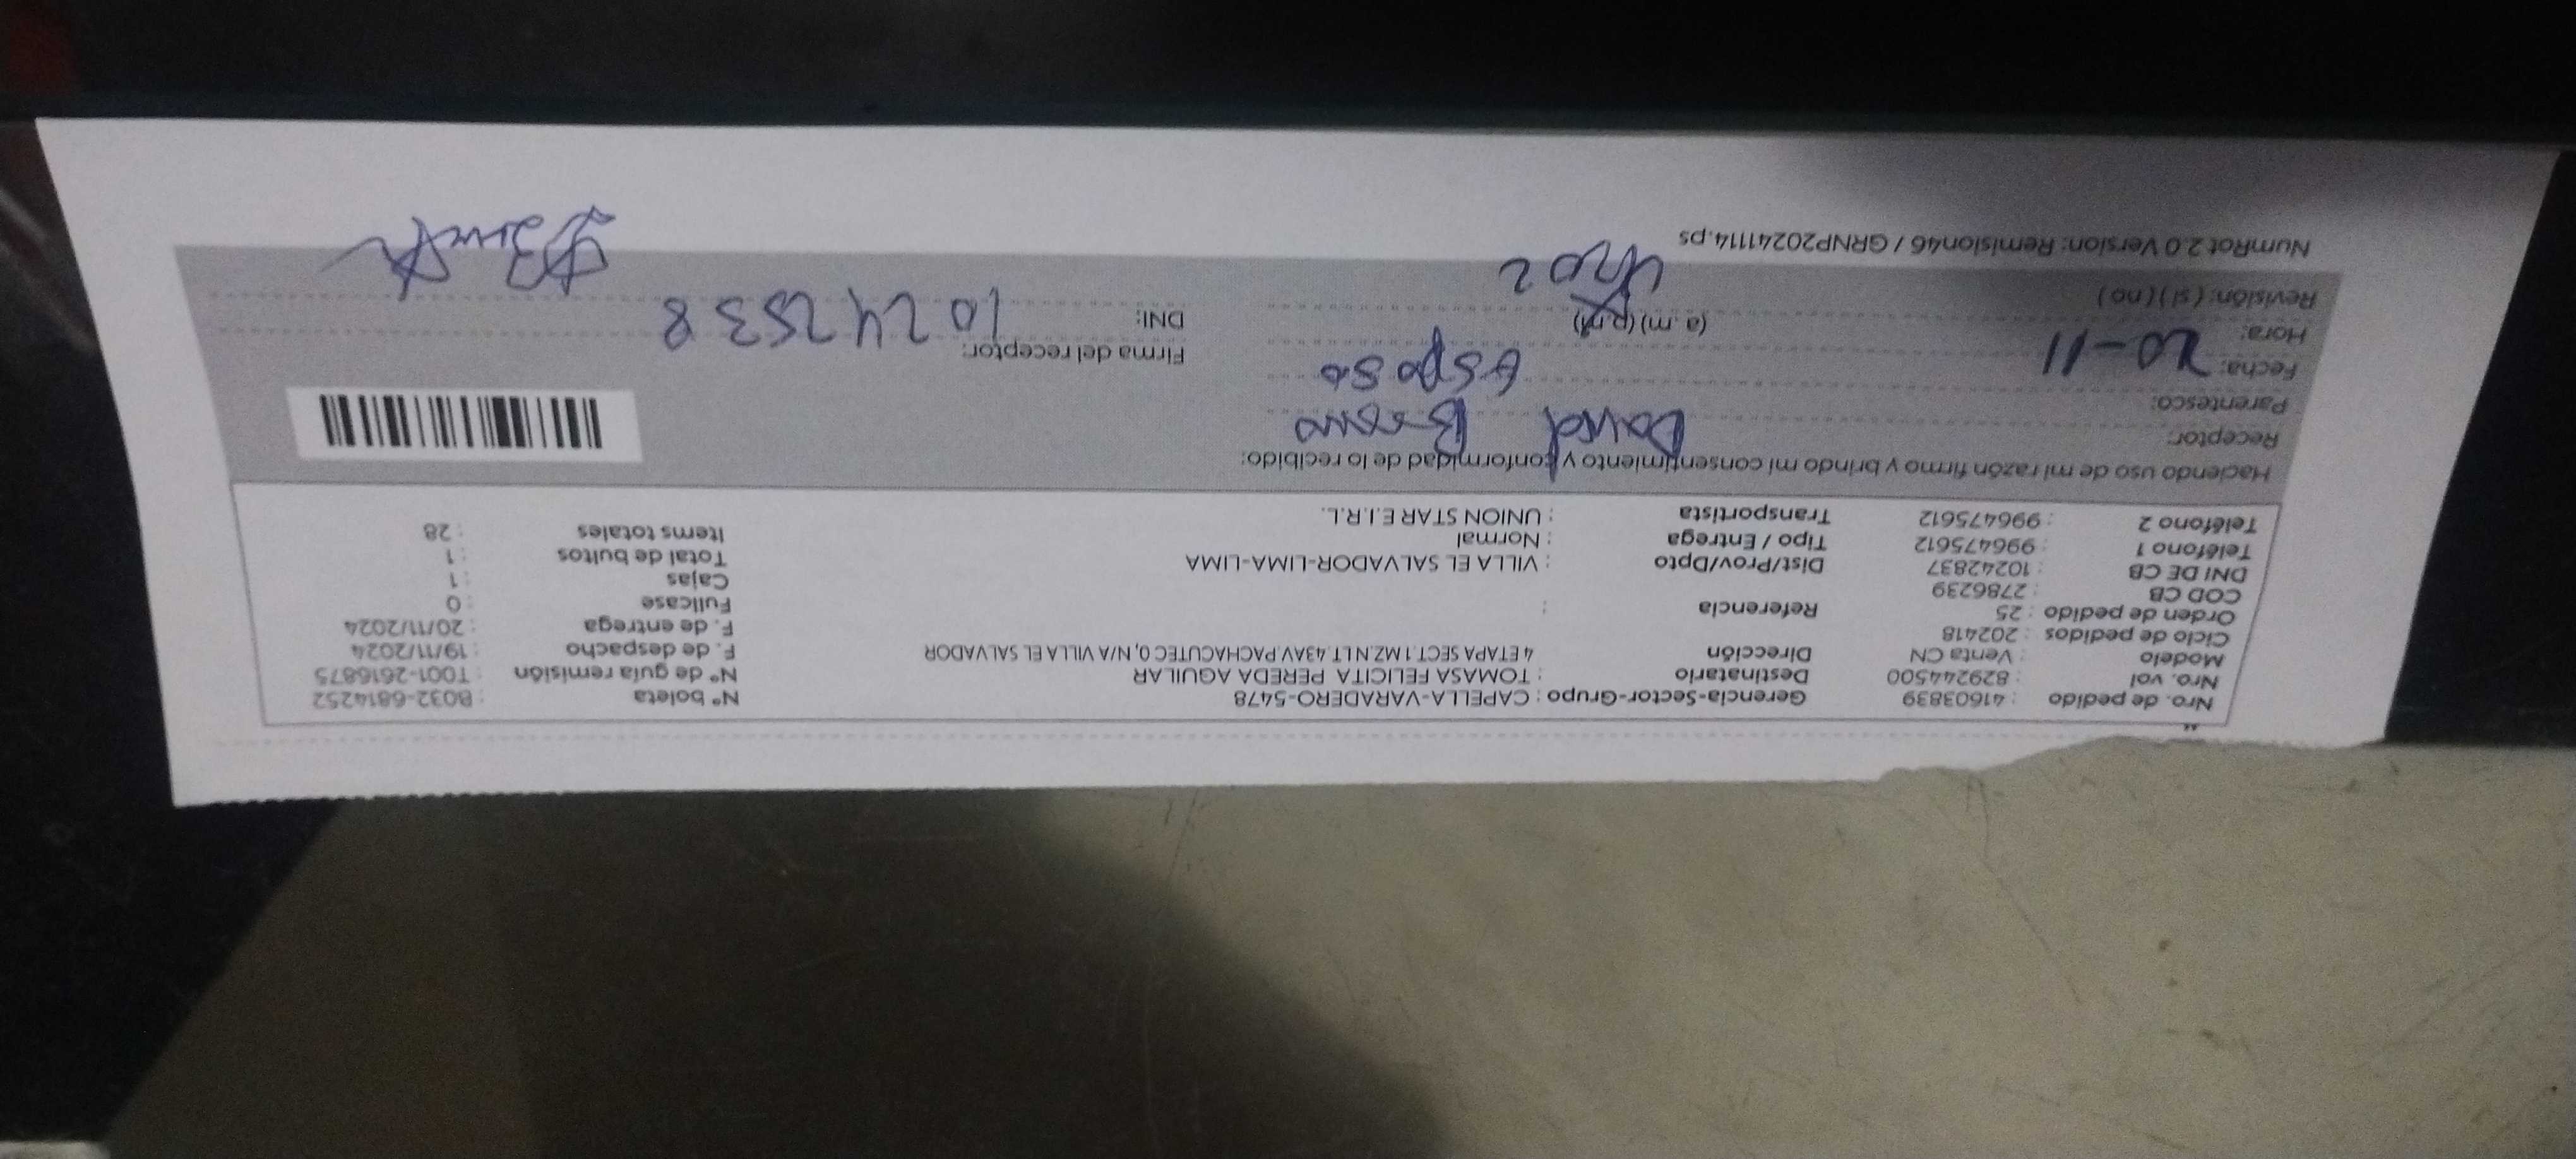 Nro. de pedido : 41603839 Gerencia-Sector-Grupo : CAPELLA-VARADERO-5478 N° boleta : B032-6814252
Nro. vol : 829244500 Destinatario : TOMASA FELICITA PEREDA AGUILAR N° de guía remisión : T001-2616875
Modelo : Venta CN Dirección 4 ETAPA SECT 1 MZ N LT 43AV PACHACUTEC 0, N/A VILLA EL SALVADOR F. de despacho : 19/11/2024
Ciclo de pedidos : 202418 F. de entrega : 20/11/2024
Orden de pedido : 25 Referencia : Fullcase : 0
COD CB : 2786239 Cajas : 1
DNI DE CB : 10242837 Dist/Prov/Dpto : VILLA EL SALVADOR-LIMA-LIMA Total de bultos : 1
Teléfono 1 : 996475612 Tipo / Entrega : Normal Items totales : 28
Teléfono 2 : 996475612 Transportista : UNION STAR E.I.R.L.
Haciendo uso de mi razón firmo y brindo mi consentimiento y conformidad de lo recibido:
Receptor: David
Parentesco: esposo
Fecha: 20-11 Firma del receptor:
Hora: (a.m) (p.m) DNI: 10242538
Revisión: (si) (no)
NumRot 2.0 Version: Remision46 / GRNP20241114.ps